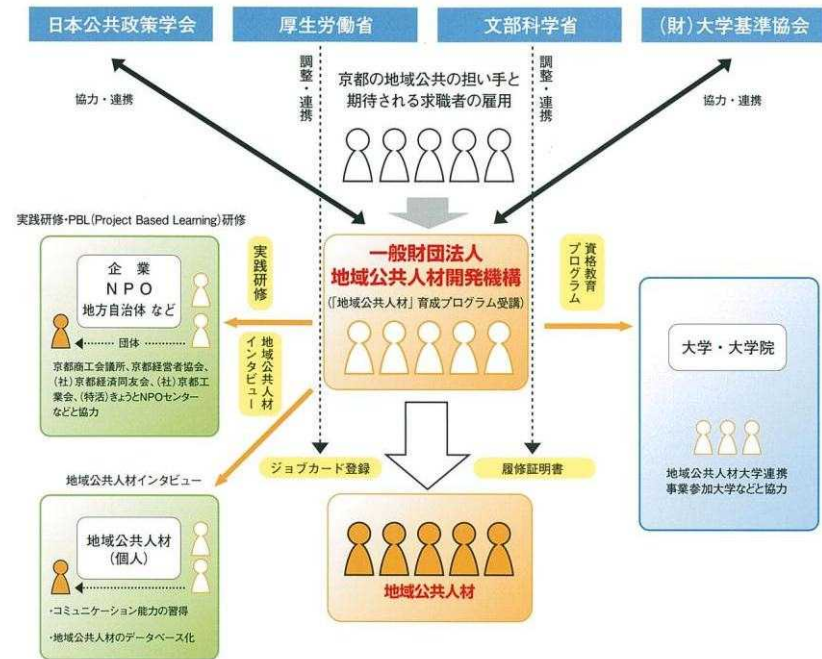 日本公共政策学会
厚生労働省
文部科学省
(財)大学基準協会
協力・連携
調整・連携
京都の地域公共の担い手と
期待される求職者の雇用
調整・連携
協力・連携
実践研修・PBL(Project Based Learning)研修
企業
NPO
地方自治体 など
団体
京都商工会議所、京都経営者協会、
(社)京都経済同友会、(社)京都工
業会、(特活)きょうとNPOセンター
などと協力
実践研修
地域公共人材
インタビュー
一般財団法人
地域公共人材開発機構
(「地域公共人材」育成プログラム受講)
資格教育
プログラム
大学・大学院
地域公共人材大学連携
事業参加大学などと協力
ジョブカード登録
履修証明書
地域公共人材インタビュー
地域公共人材
(個人)
・コミュニケーション能力の習得
・地域公共人材のデータベース化
地域公共人材